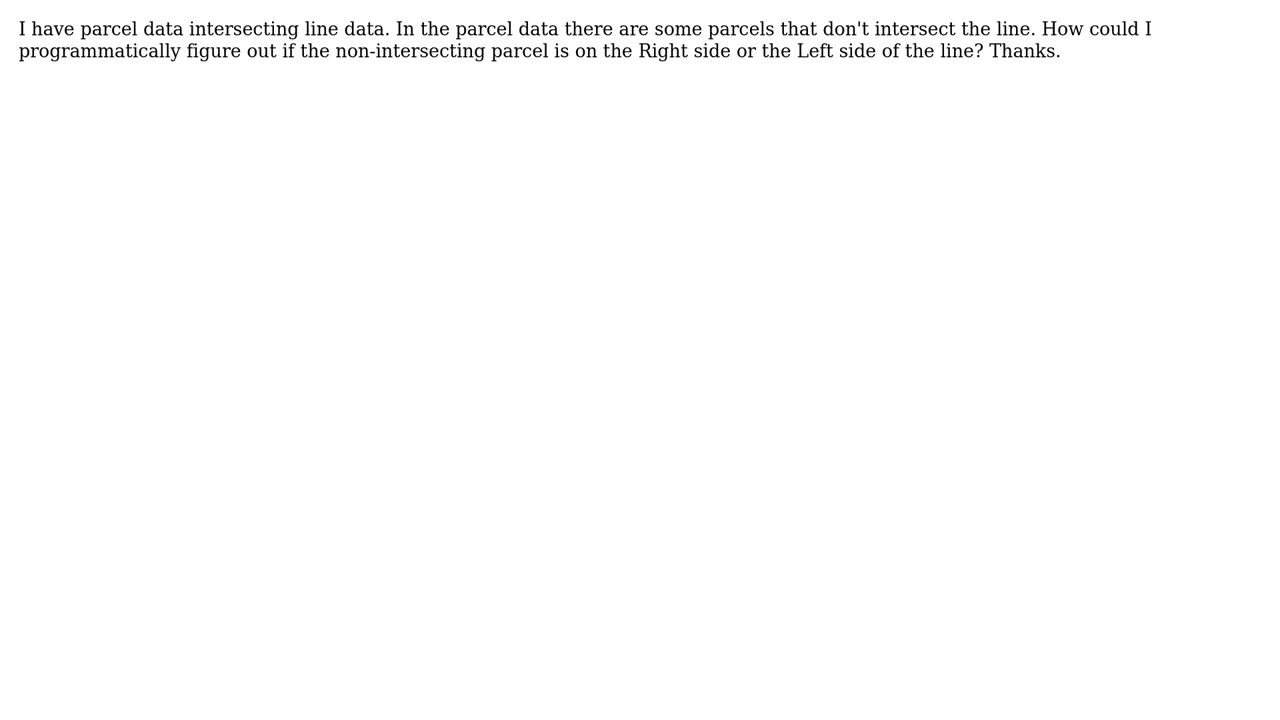 I have parcel data intersecting line data. In the parcel data there are some parcels that don't intersect the line. How could I
programmatically figure out if the non-intersecting parcel is on the Right side or the Left side of the line? Thanks.